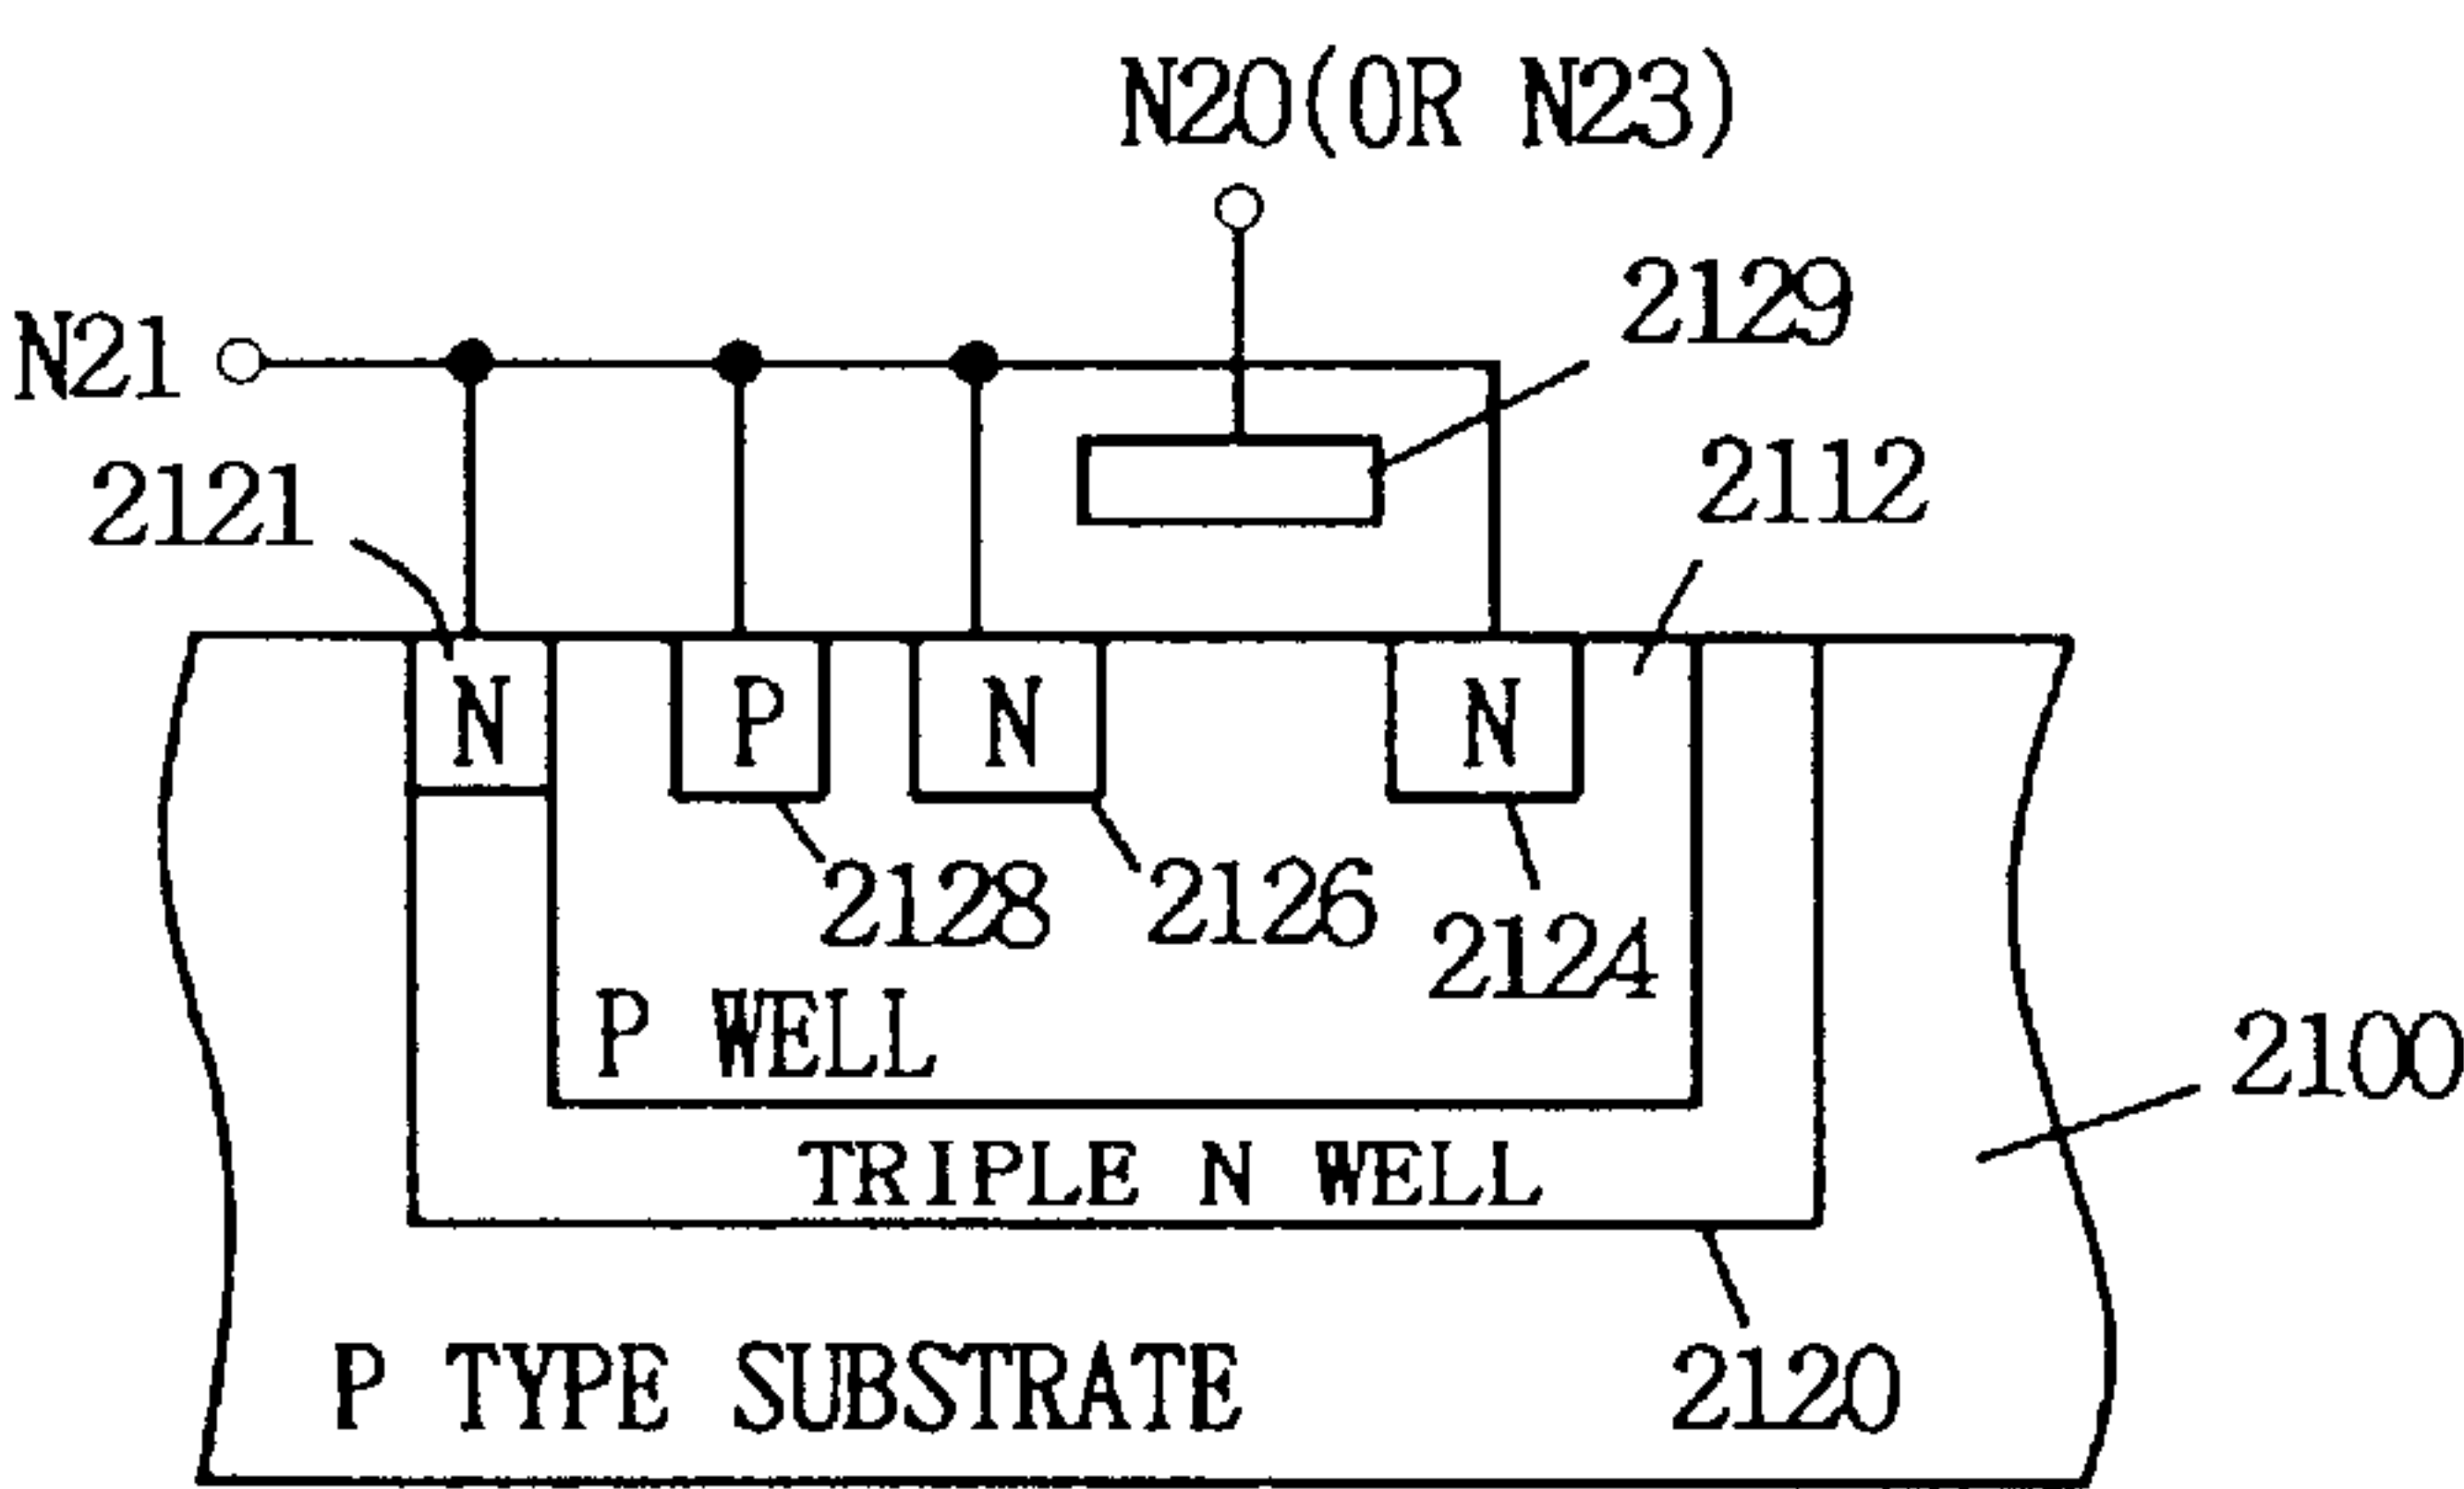 N20(OR N23)
2129
N21
2112
2121
N P N N
2128 2126 2124
P WELL
2100
TRIPLE N WELL
P TYPE SUBSTRATE
2120